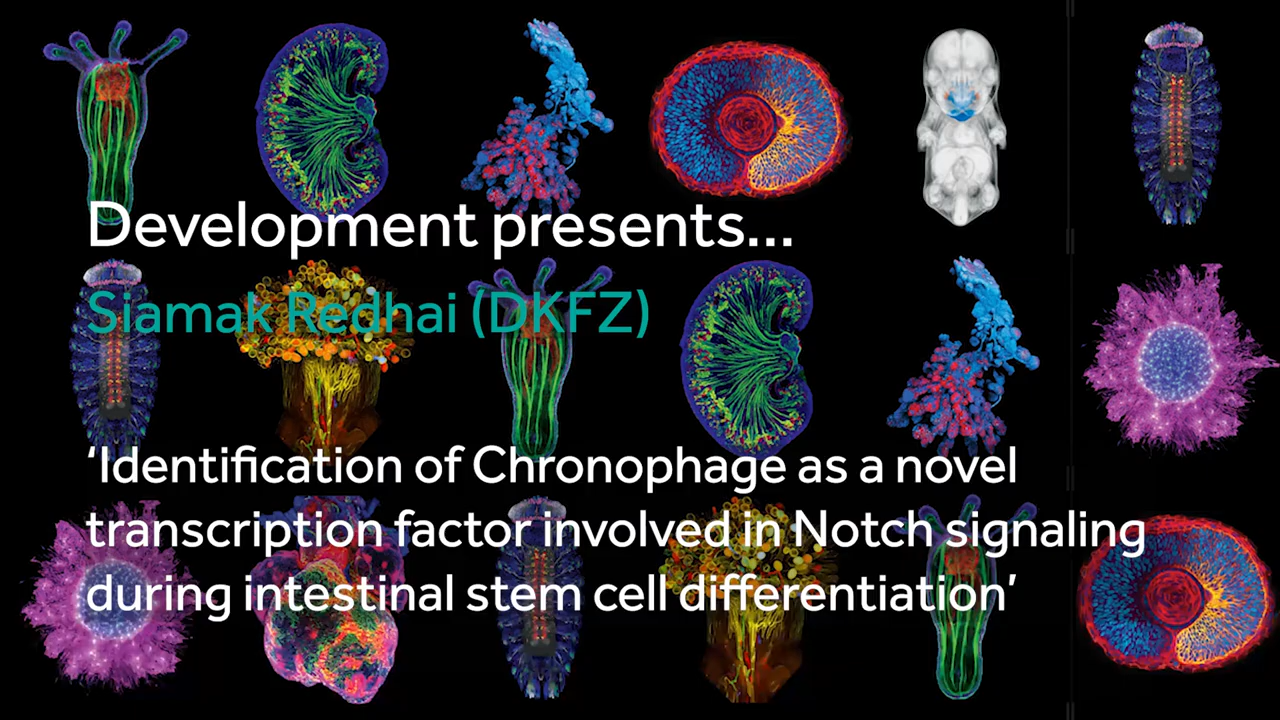 Development presents...
Siamak Redhai (DKFZ)
‘Identification of Chronophage as a novel
transcription factor involved in Notch signaling
during intestinal stem cell differentiation’